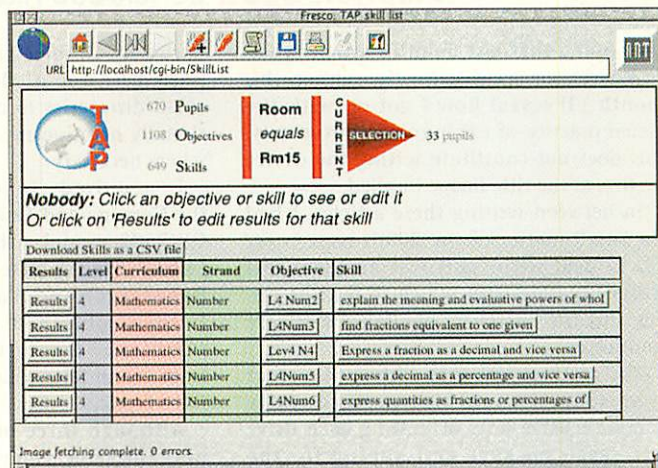 Fresco: TAP skill list
ANT
URL http://localhost/cgi-bin/SkillList
TAP
670 Pupils
1108 Objectives
649 Skills
Room
equals
Rm15
CURRENT
SELECTION
33 pupils
Nobody: Click an objective or skill to see or edit it
Or click on 'Results' to edit results for that skill
Download Skills as a CSV file
Results Level Curriculum Strand Objective Skill
Results 4 Mathematics Number L4 Num2 explain the meaning and evaluative powers of whol
Results 4 Mathematics Number L4Num3 find fractions equivalent to one given
Results 4 Mathematics Number Lev4 N4 Express a fraction as a decimal and vice versa
Results 4 Mathematics Number L4Num5 express a decimal as a percentage and vice versa
Results 4 Mathematics Number L4Num6 express quantities as fractions or percentages of
Image fetching complete. 0 errors.